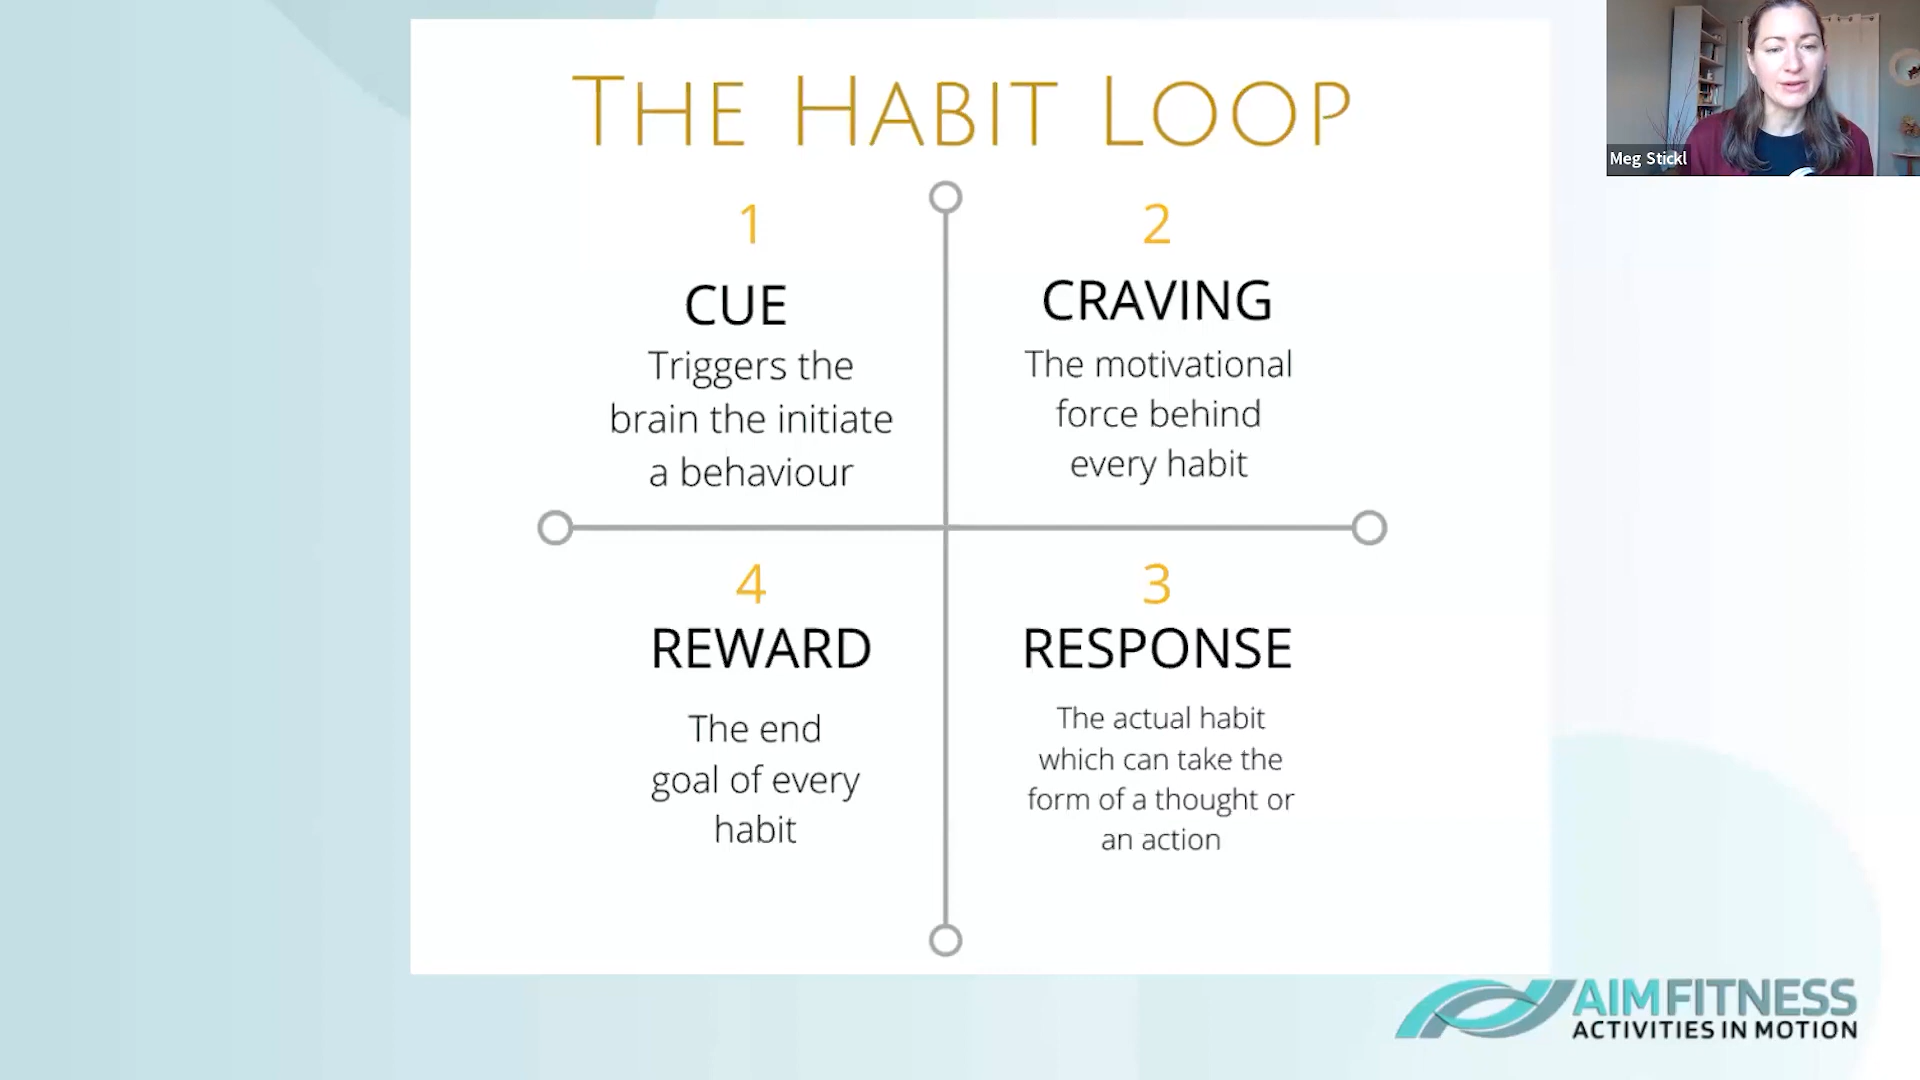 THE HABIT LOOP
1
CUE
Triggers the
brain the initiate
a behaviour
2
CRAVING
The motivational
force behind
every habit
4
REWARD
The end
goal of every
habit
3
RESPONSE
The actual habit
which can take the
form of a thought or
an action
Meg Stickl
AIMFITNESS
ACTIVITIES IN MOTION